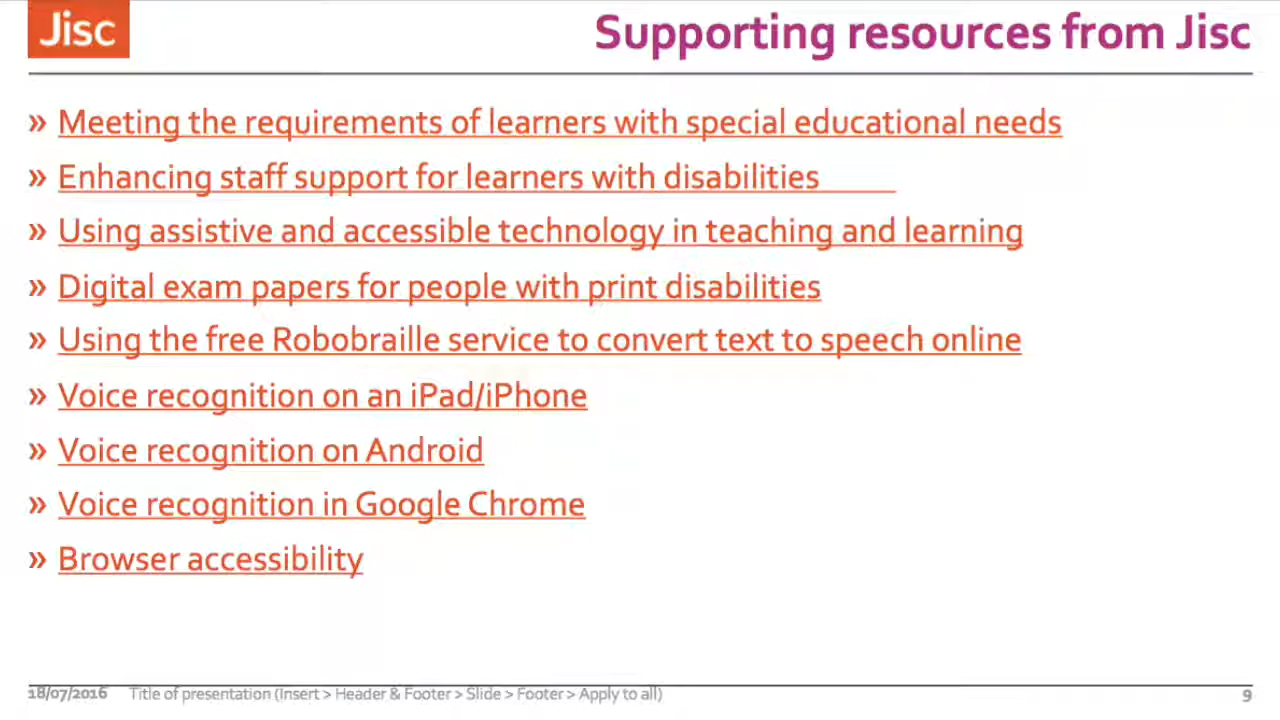 Jisc
Supporting resources from Jisc
» Meeting the requirements of learners with special educational needs
» Enhancing staff support for learners with disabilities
» Using assistive and accessible technology in teaching and learning
» Digital exam papers for people with print disabilities
» Using the free Robobraille service to convert text to speech online
» Voice recognition on an iPad/iPhone
» Voice recognition on Android
» Voice recognition in Google Chrome
» Browser accessibility
18/07/2016 Title of presentation (Insert > Header & Footer > Slide > Footer > Apply to all) 9